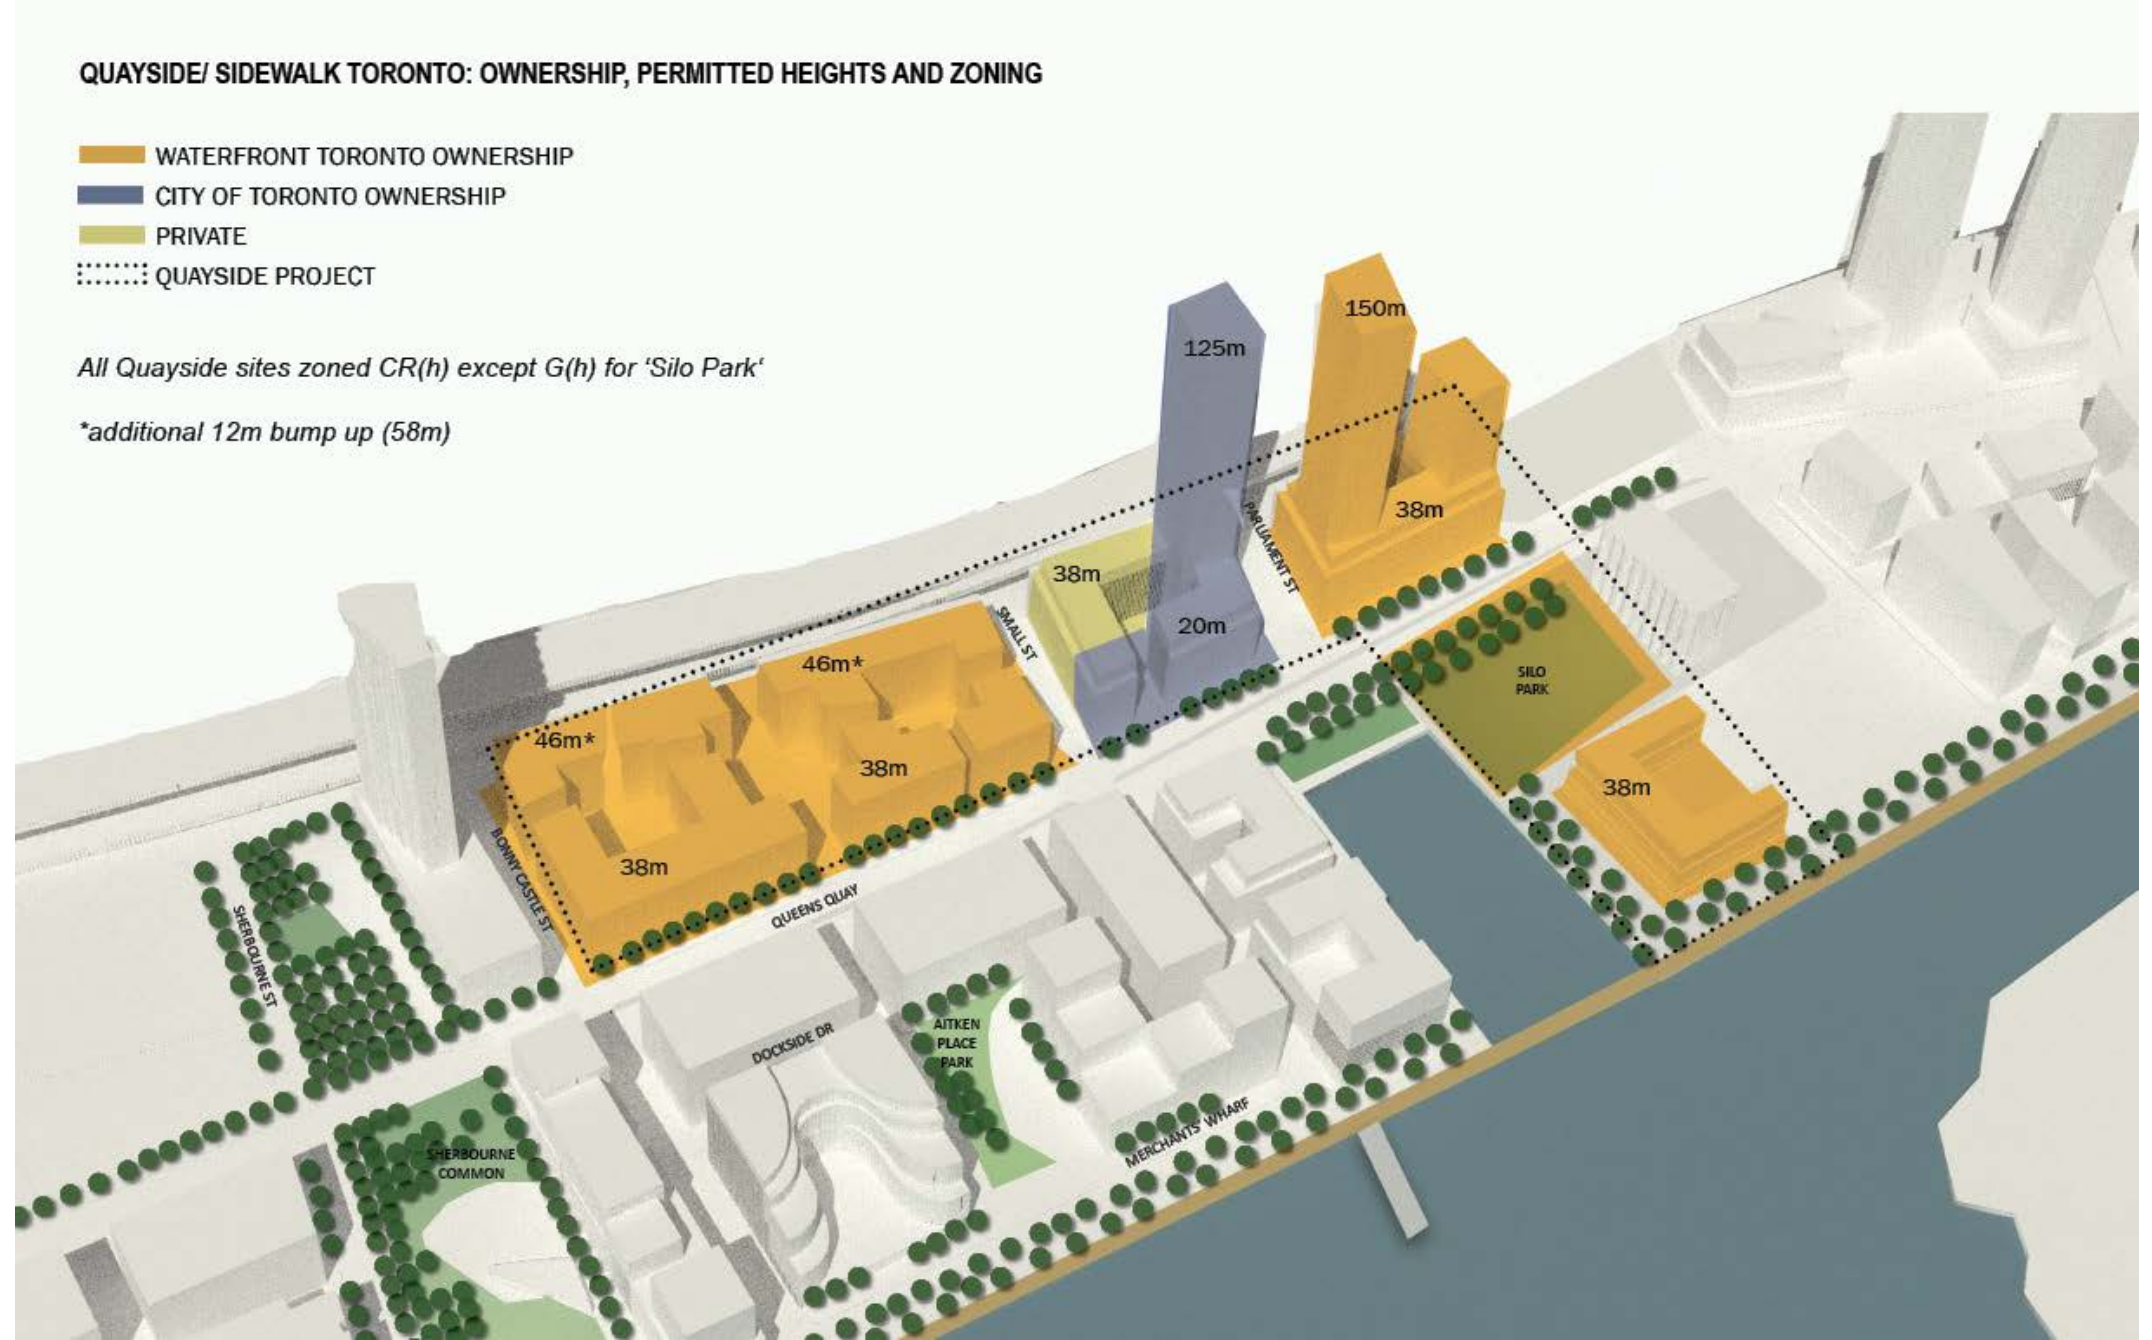 QUAYSIDE/ SIDEWALK TORONTO: OWNERSHIP, PERMITTED HEIGHTS AND ZONING
WATERFRONT TORONTO OWNERSHIP
CITY OF TORONTO OWNERSHIP
PRIVATE
QUAYSIDE PROJECT
All Quayside sites zoned CR(h) except G(h) for ‘Silo Park‘
*additional 12m bump up (58m)
150m
125m
38m
PARLIAMENT ST
38m
20m
SMALL ST
46m*
SILO
PARK
46m*
38m
38m
38m
BONNY CASTLE ST
QUEENS QUAY
SHERBOURNE ST
DOCKSIDE DR
AITKEN
PLACE
PARK
MERCHANTS' WHARF
SHERBOURNE
COMMON